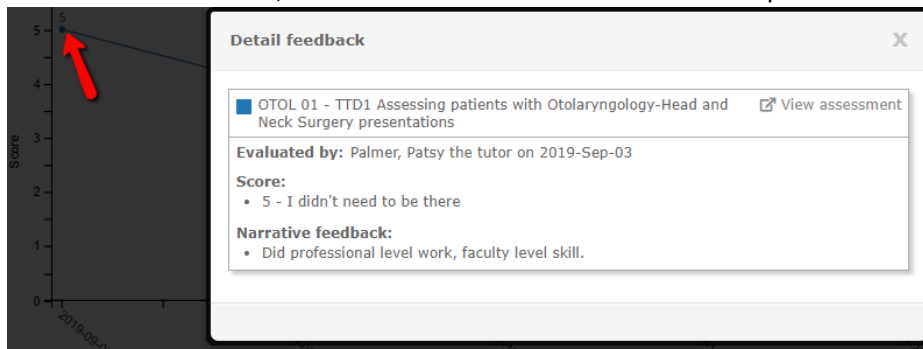 Detail feedback
X
OTOL 01 - TTD1 Assessing patients with Otolaryngology-Head and
View assessment
Neck Surgery presentations
Evaluated by: Palmer, Patsy the tutor on 2019-Sep-03
Score:
• 5 - I didn't need to be there
Narrative feedback:
• Did professional level work, faculty level skill.
5
5
4
3
2
1
0
Score